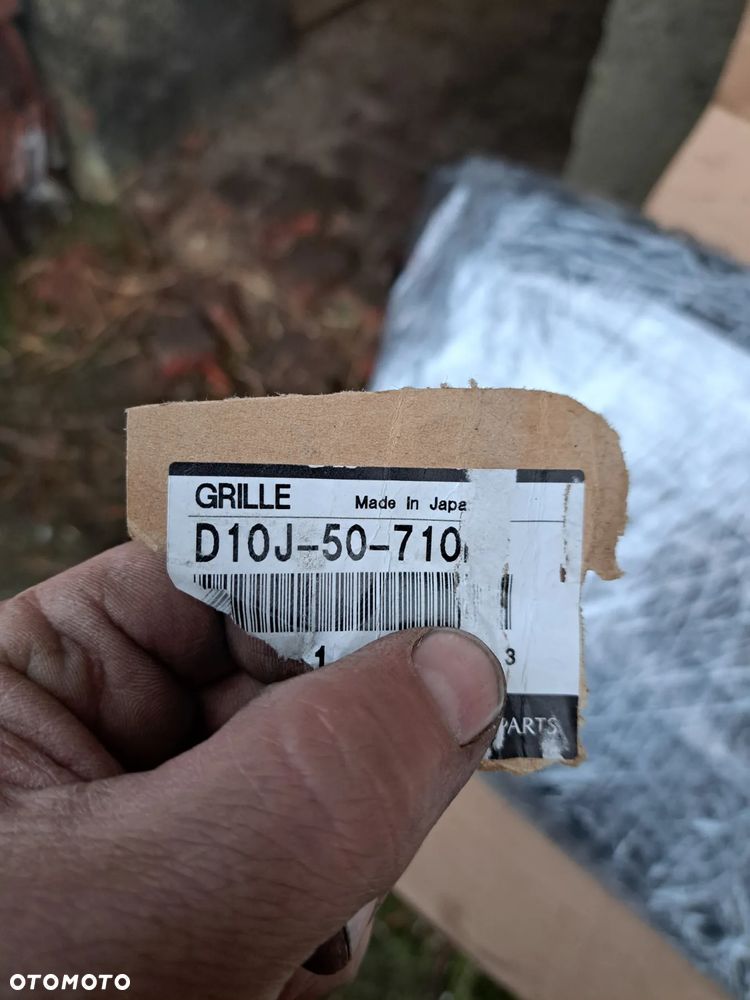 GRILLE Made In Japa
D10J-50-710
1 3
PARTS
OTOMOTO